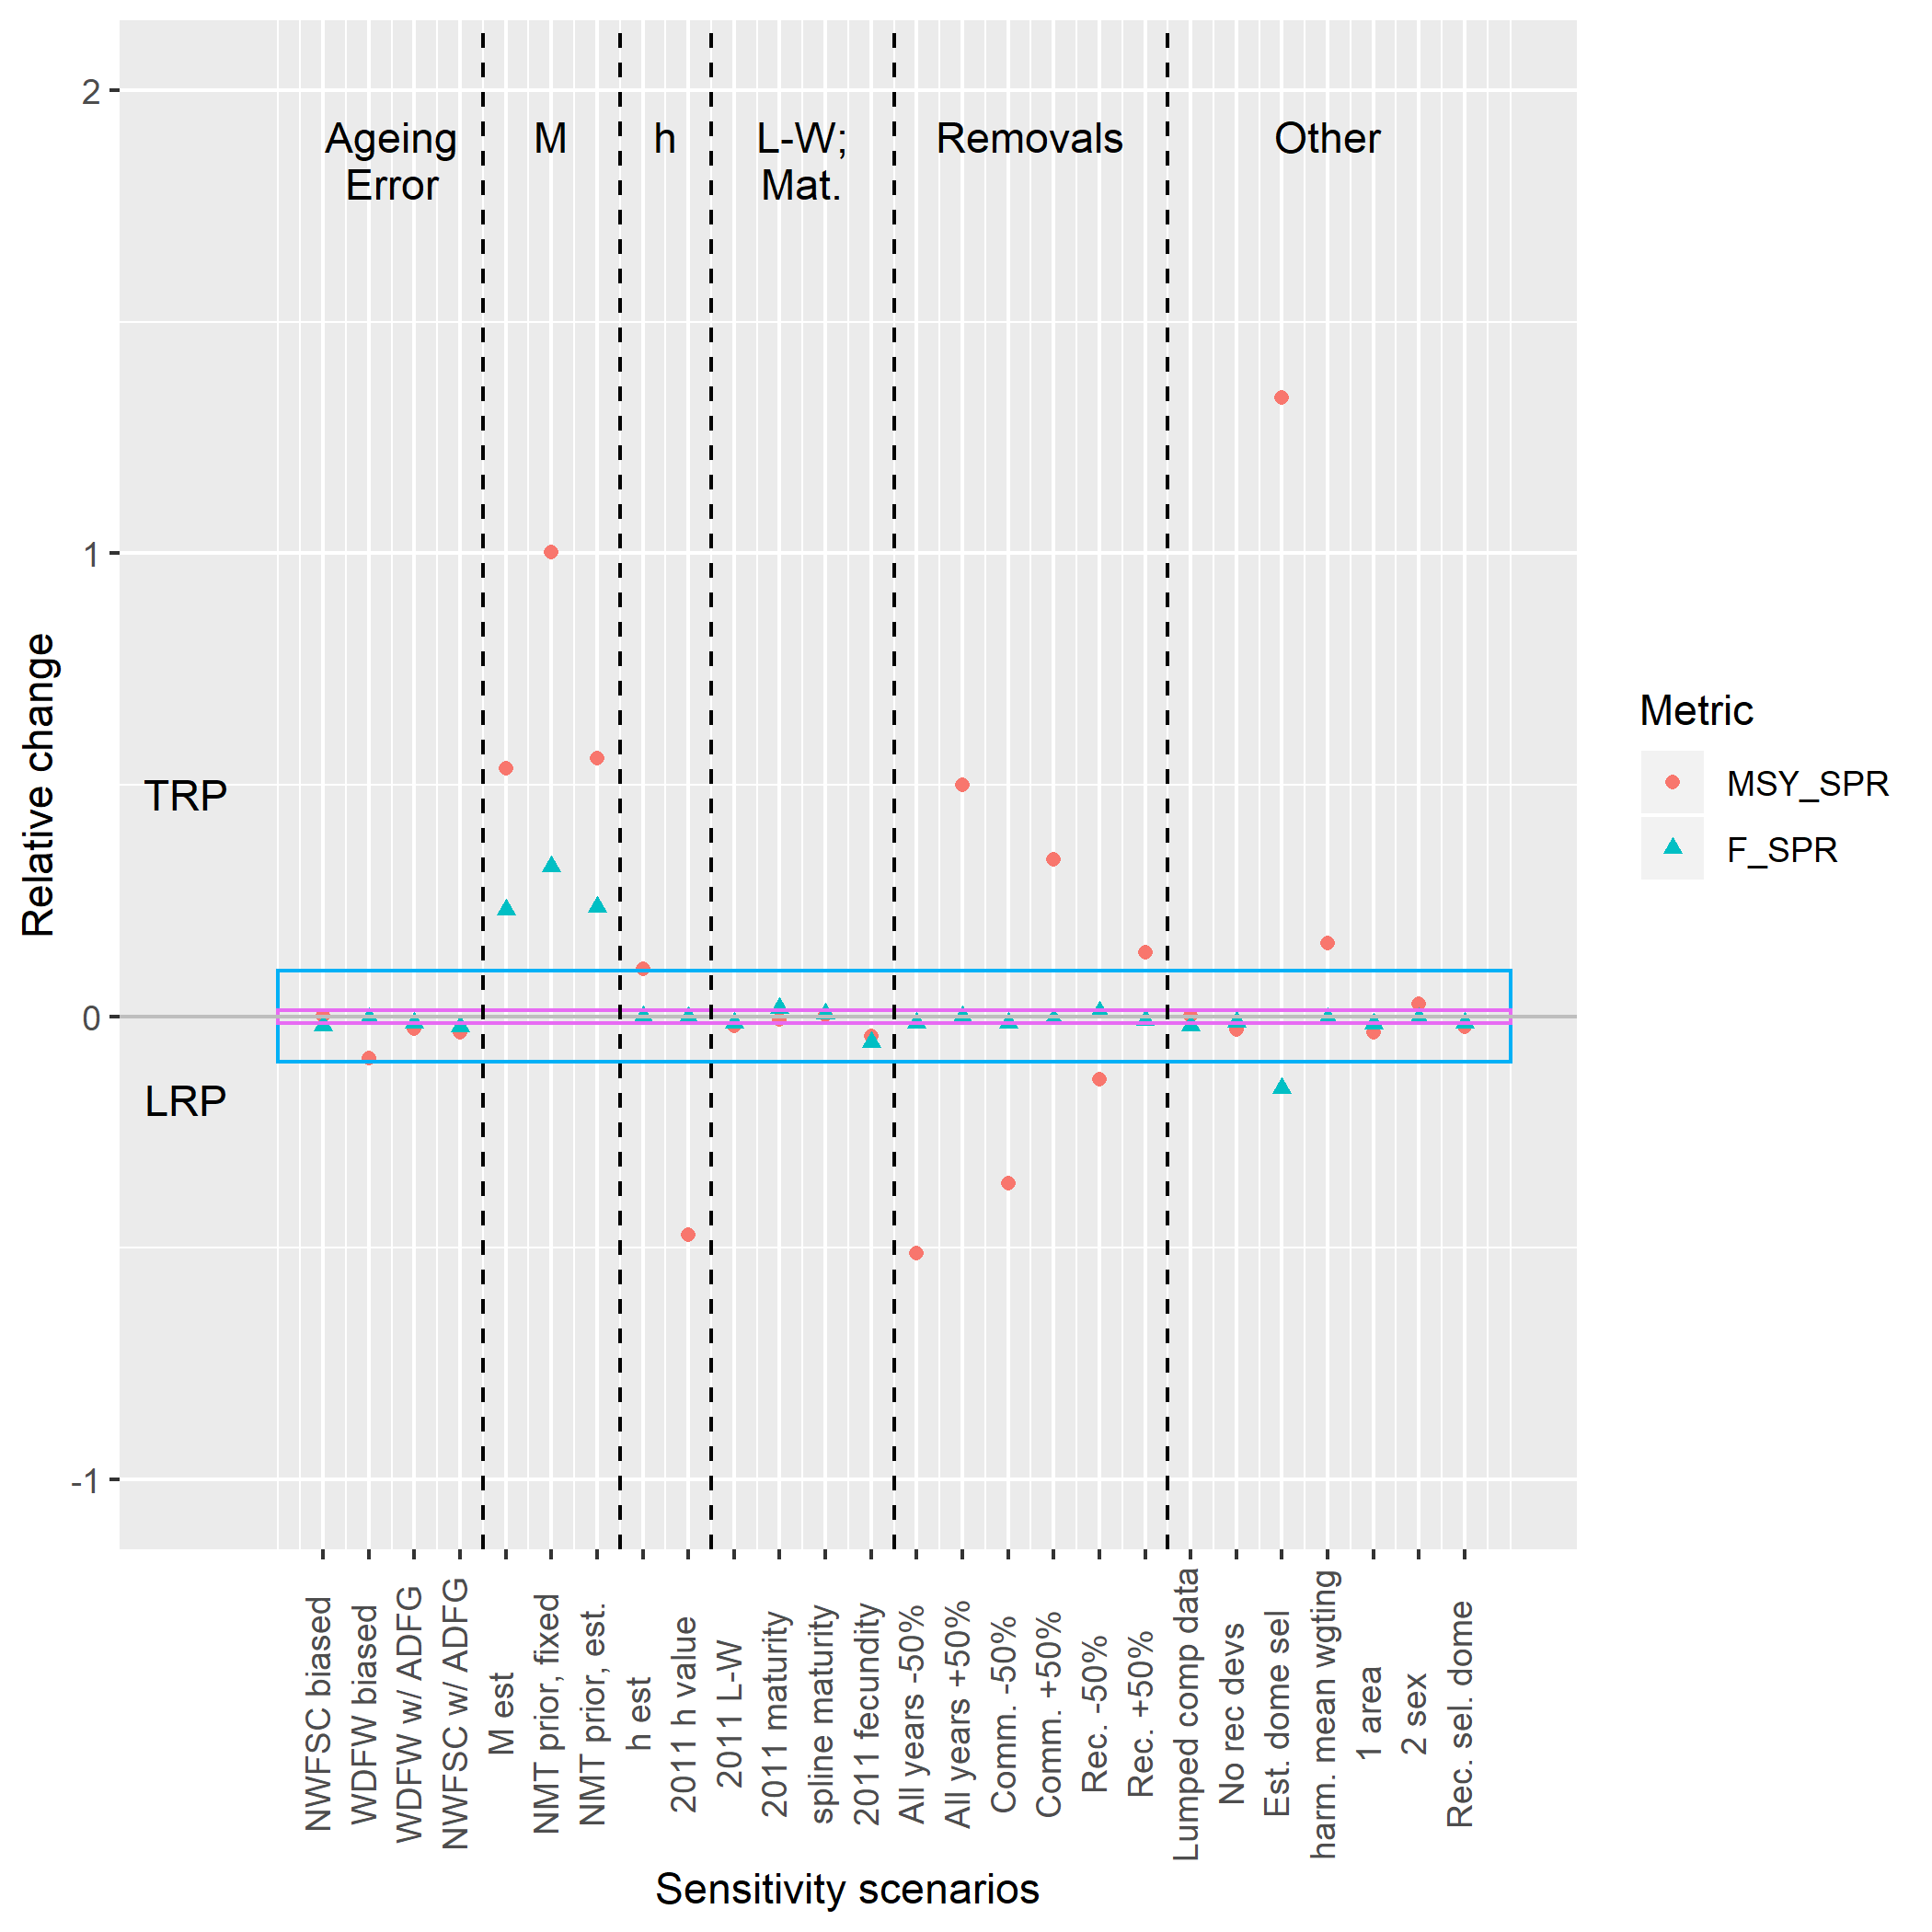 Ageing
Error
M
h
L-W;
Mat.
Removals
Other
2
1
0
-1
Relative change
TRP
LRP
Metric
MSY_SPR
F_SPR
NWFSC biased
WDFW biased
WDFW w/ ADFG
NWFSC w/ ADFG
M est
NMT prior, fixed
NMT prior, est.
h est
2011 h value
2011 L-W
2011 maturity
spline maturity
2011 fecundity
All years -50%
All years +50%
Comm. -50%
Comm. +50%
Rec. -50%
Rec. +50%
Lumped comp data
No rec devs
Est. dome sel
harm. mean wgting
1 area
2 sex
Rec. sel. dome
Sensitivity scenarios